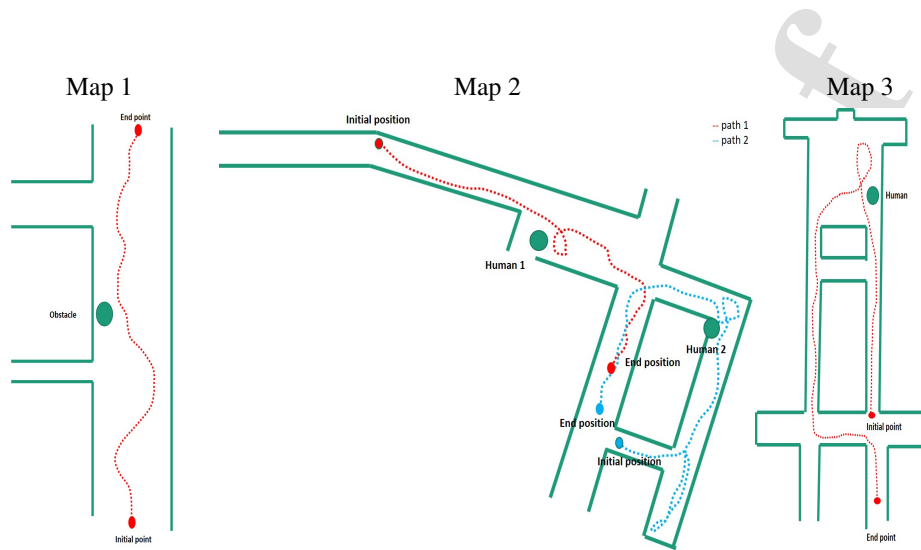 Map 1
End point
Obstacle
Initial point
Map 2
Initial position
path 1
path 2
Human 1
Human 2
End position
End position
Initial position
Map 3
Human
Initial point
End point